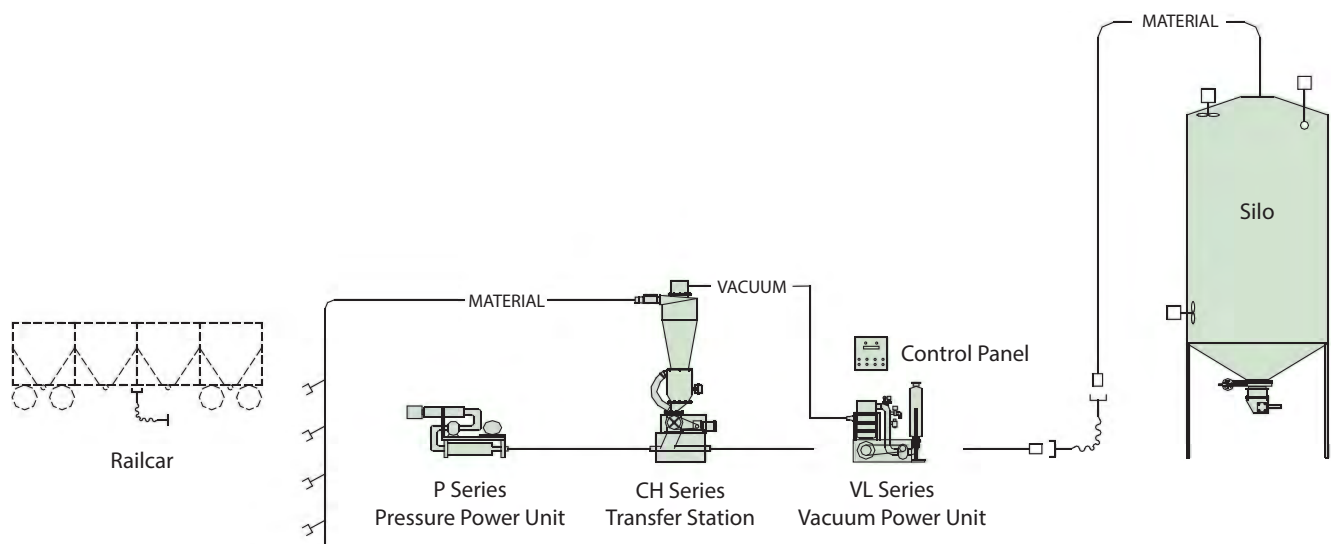 MATERIAL
Silo
MATERIAL
VACUUM
Control Panel
Railcar
P Series
Pressure Power Unit
CH Series
Transfer Station
VL Series
Vacuum Power Unit